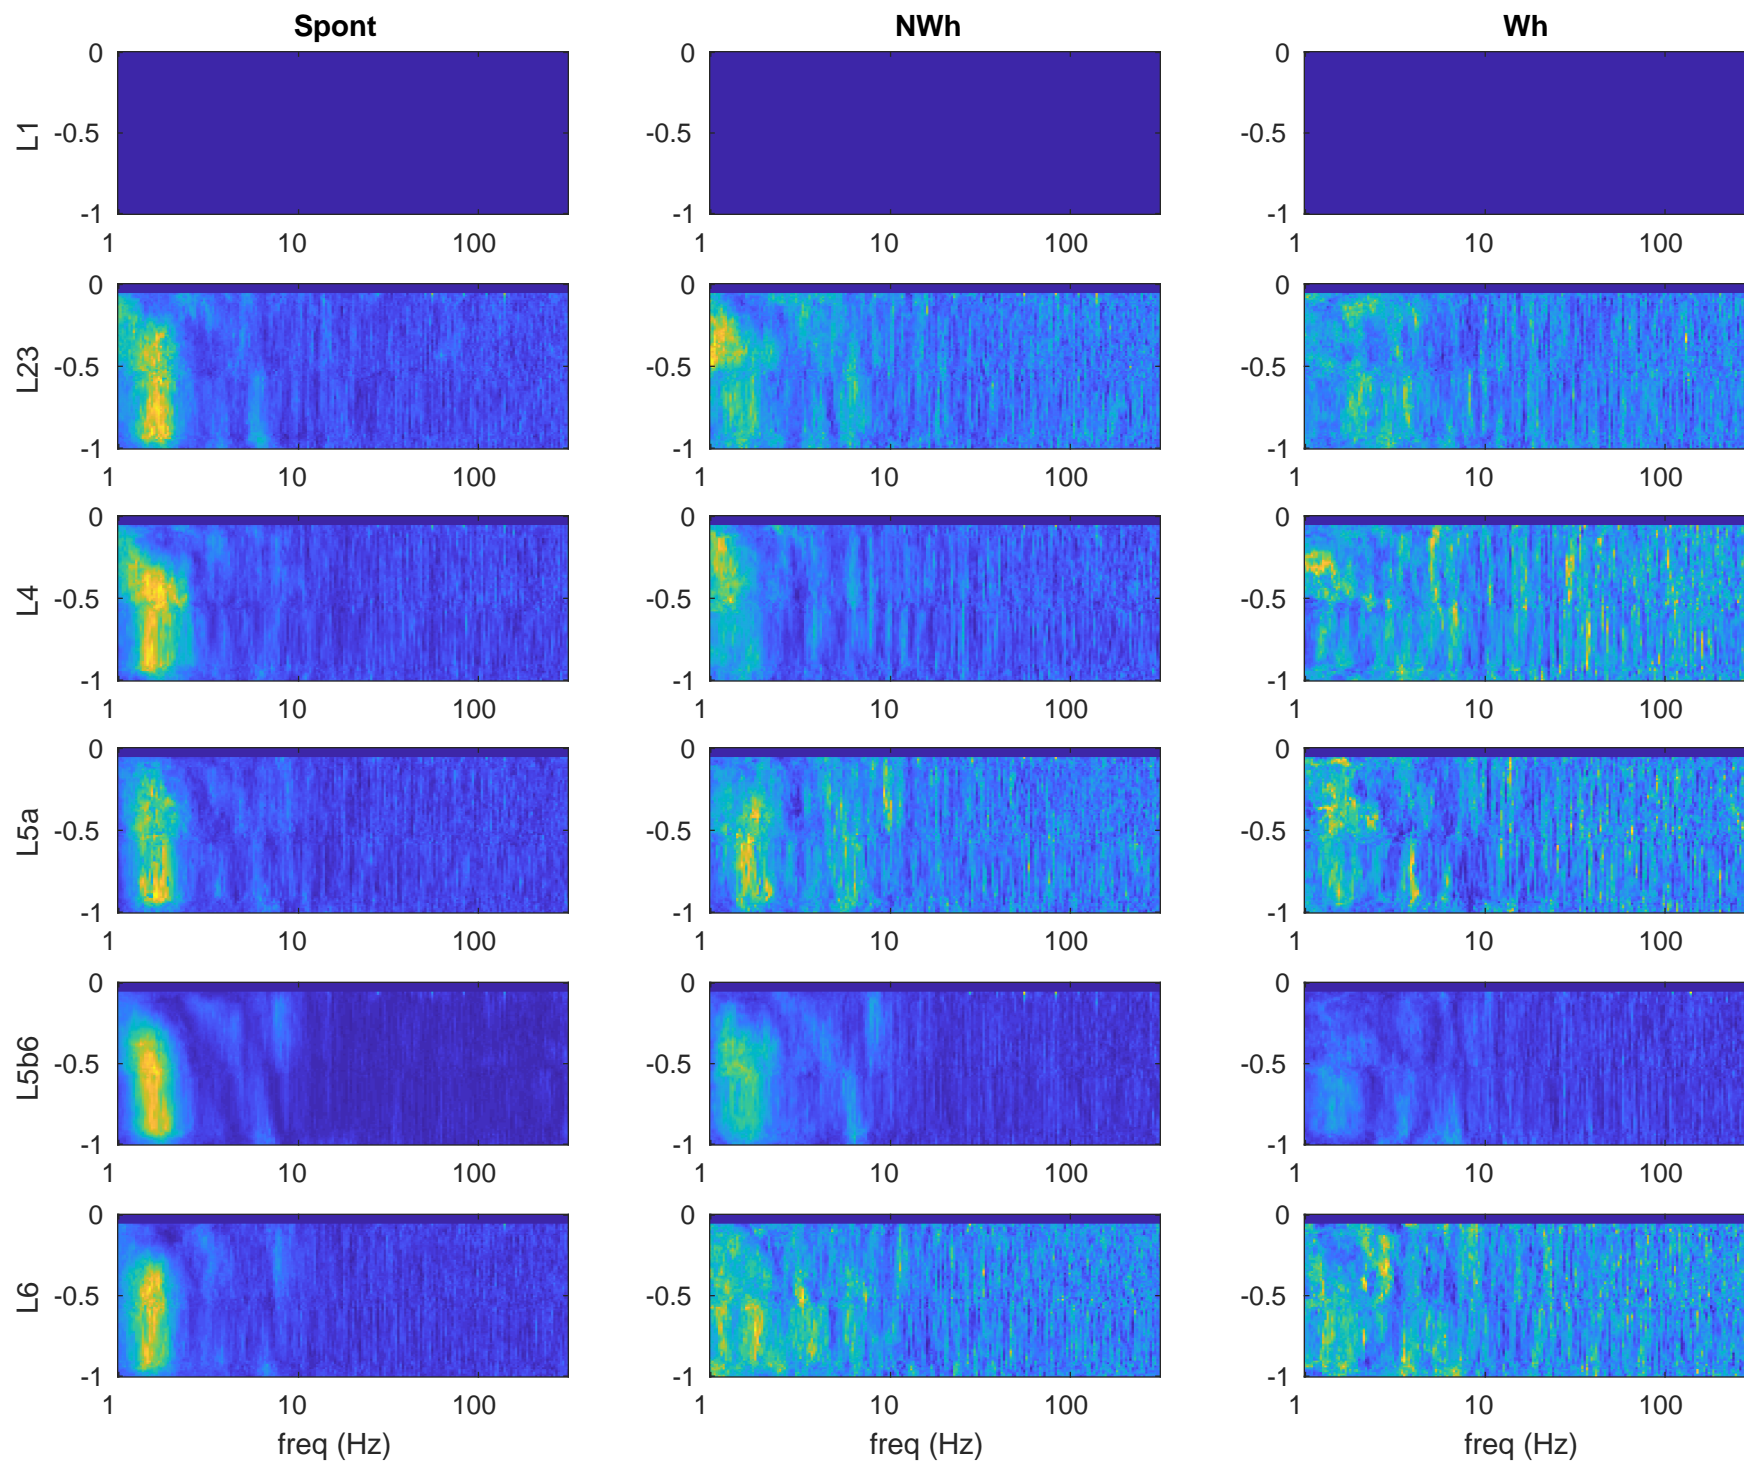 Spont NWh Wh
0 0 0
L1 -0.5 -0.5 -0.5
-1 -1 -1
1 10 100 1 10 100 1 10 100
0 0 0
L23 -0.5 -0.5 -0.5
-1 -1 -1
1 10 100 1 10 100 1 10 100
0 0 0
L4 -0.5 -0.5 -0.5
-1 -1 -1
1 10 100 1 10 100 1 10 100
0 0 0
L5a -0.5 -0.5 -0.5
-1 -1 -1
1 10 100 1 10 100 1 10 100
0 0 0
L5b6 -0.5 -0.5 -0.5
-1 -1 -1
1 10 100 1 10 100 1 10 100
0 0 0
L6 -0.5 -0.5 -0.5
-1 -1 -1
1 10 100 1 10 100 1 10 100
freq (Hz) freq (Hz) freq (Hz)